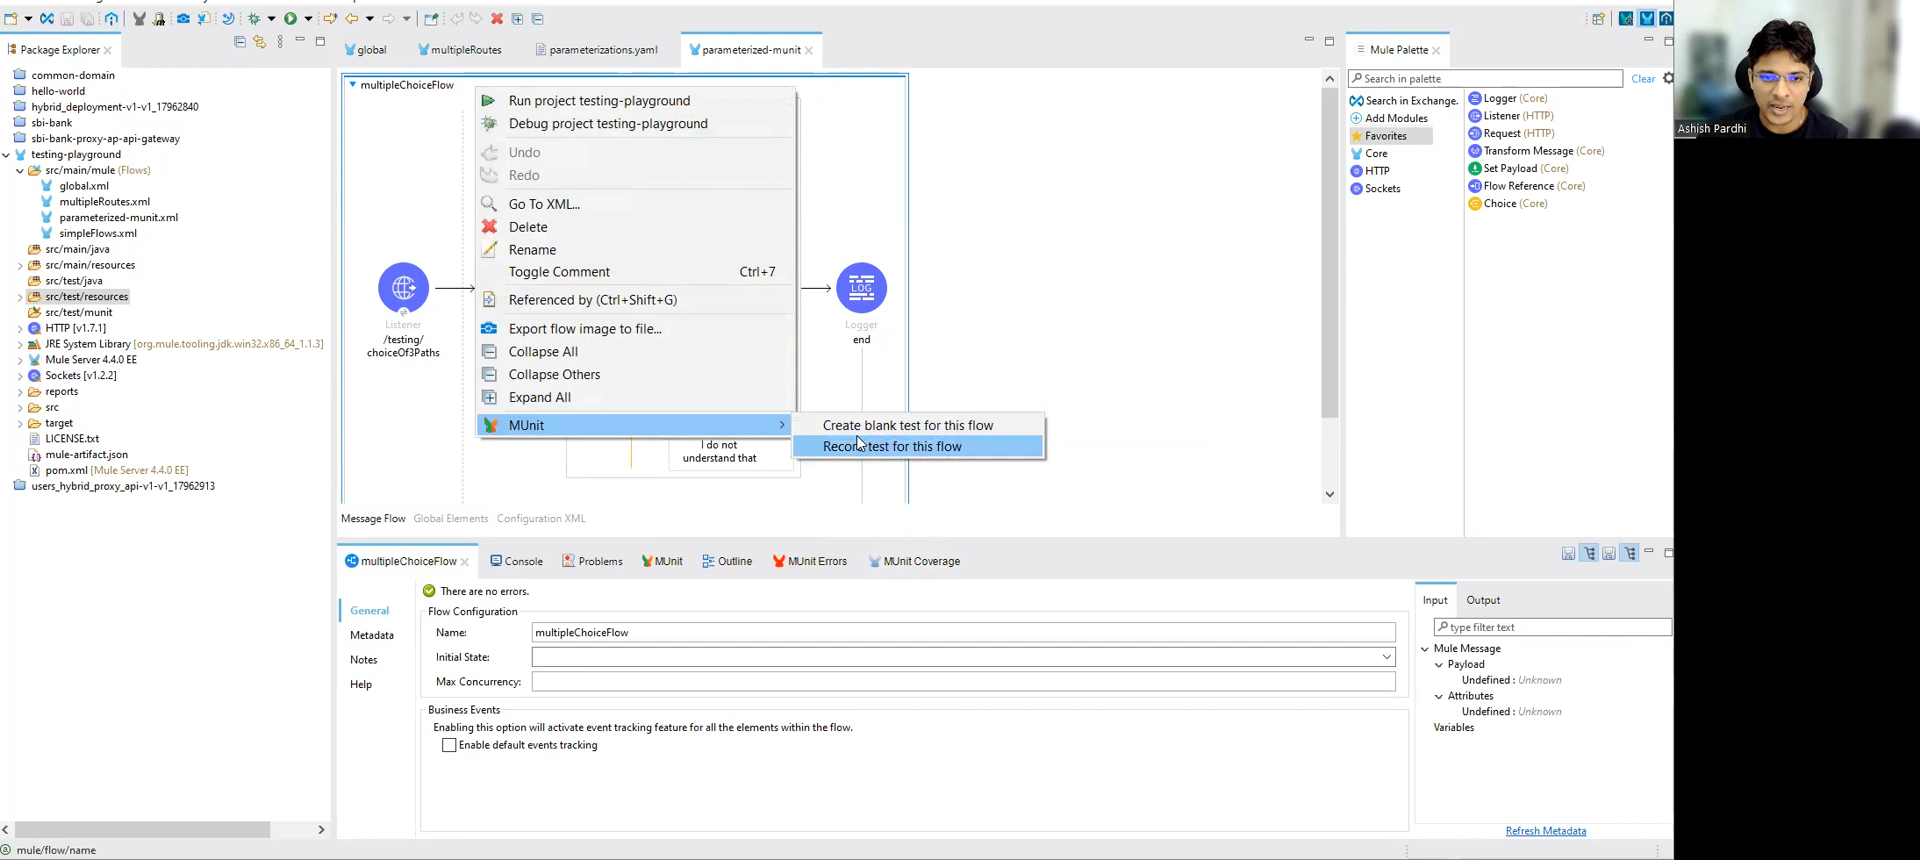 Package Explorer
global
multipleRoutes
parameterizations.yaml
parameterized-munit
Mule Palette
common-domain
hello-world
hybrid_deployment-v1-v1_17962840
sbi-bank
sbi-bank-proxy-ap-api-gateway
testing-playground
src/main/mule (Flows)
global.xml
multipleRoutes.xml
parameterized-munit.xml
simpleFlows.xml
src/main/java
src/main/resources
src/test/java
src/test/resources
src/test/munit
HTTP [v1.7.1]
JRE System Library [org.mule.tooling.jdk.win32.x86_64_1.1.3]
Mule Server 4.4.0 EE
Sockets [v1.2.2]
reports
src
target
LICENSE.txt
mule-artifact.json
pom.xml [Mule Server 4.4.0 EE]
users_hybrid_proxy_api-v1-v1_17962913
multipleChoiceFlow
Listener
/testing/
choiceOf3Paths
Run project testing-playground
Debug project testing-playground
Undo
Redo
Go To XML...
Delete
Rename
Toggle Comment Ctrl+7
Referenced by (Ctrl+Shift+G)
Export flow image to file...
Collapse All
Collapse Others
Expand All
MUnit
Create blank test for this flow
Record test for this flow
I do not
understand that
LOG
Logger
end
Message Flow Global Elements Configuration XML
Search in palette
Clear
Search in Exchange.
Add Modules
Favorites
Core
HTTP
Sockets
Logger (Core)
Listener (HTTP)
Request (HTTP)
Transform Message (Core)
Set Payload (Core)
Flow Reference (Core)
Choice (Core)
Ashish Pardhi
multipleChoiceFlow
Console
Problems
MUnit
Outline
MUnit Errors
MUnit Coverage
There are no errors.
General
Metadata
Notes
Help
Flow Configuration
Name: multipleChoiceFlow
Initial State:
Max Concurrency:
Business Events
Enabling this option will activate event tracking feature for all the elements within the flow.
Enable default events tracking
Input Output
type filter text
Mule Message
Payload
Undefined : Unknown
Attributes
Undefined : Unknown
Variables
Refresh Metadata
mule/flow/name